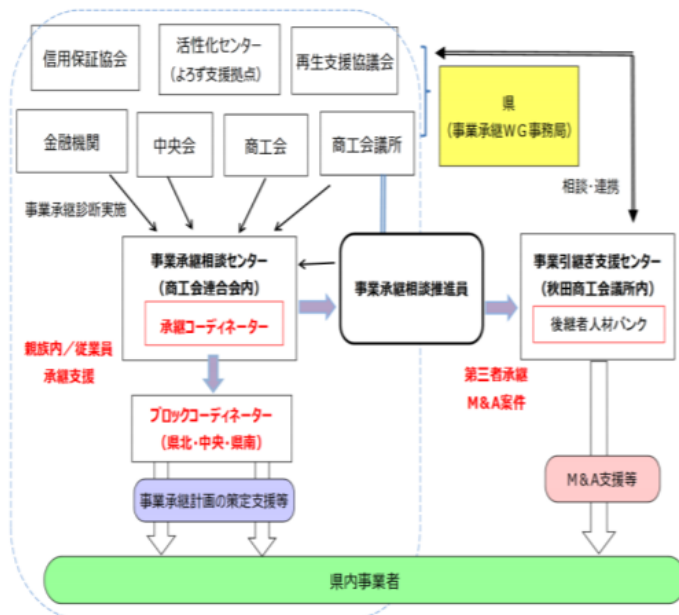 信用保証協会
活性化センター
(よろず支援拠点)
再生支援協議会
県
(事業承継WG事務局)
金融機関
中央会
商工会
商工会議所
相談・連携
事業承継診断実施
事業承継相談センター
(商工会連合会内)
承継コーディネーター
事業承継相談推進員
事業引継ぎ支援センター
(秋田商工会議所内)
後継者人材バンク
親族内/従業員
承継支援
第三者承継
M&A案件
ブロックコーディネーター
(県北・中央・県南)
事業承継計画の策定支援等
M&A支援等
県内事業者